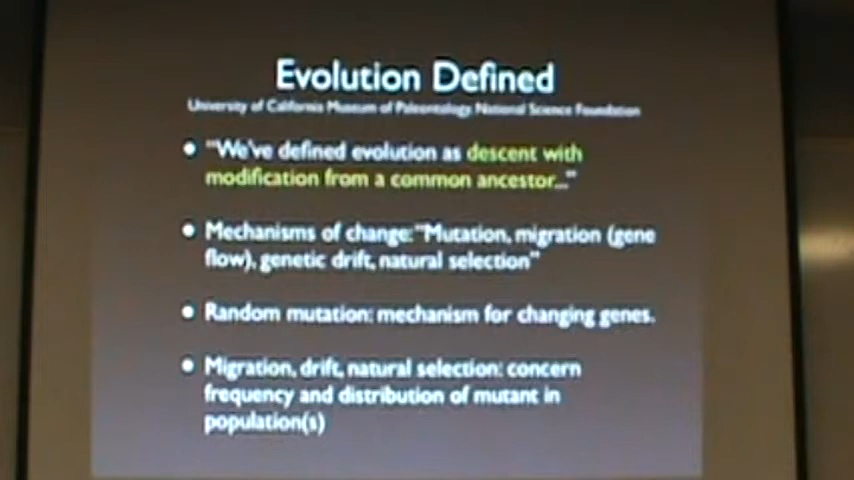 Evolution Defined
University of California Museum of Paleontology, National Science Foundation
• "We've defined evolution as descent with
modification from a common ancestor..."
• Mechanisms of change: "Mutation, migration (gene
flow), genetic drift, natural selection"
• Random mutation: mechanism for changing genes.
• Migration, drift, natural selection: concern
frequency and distribution of mutant in
population(s)